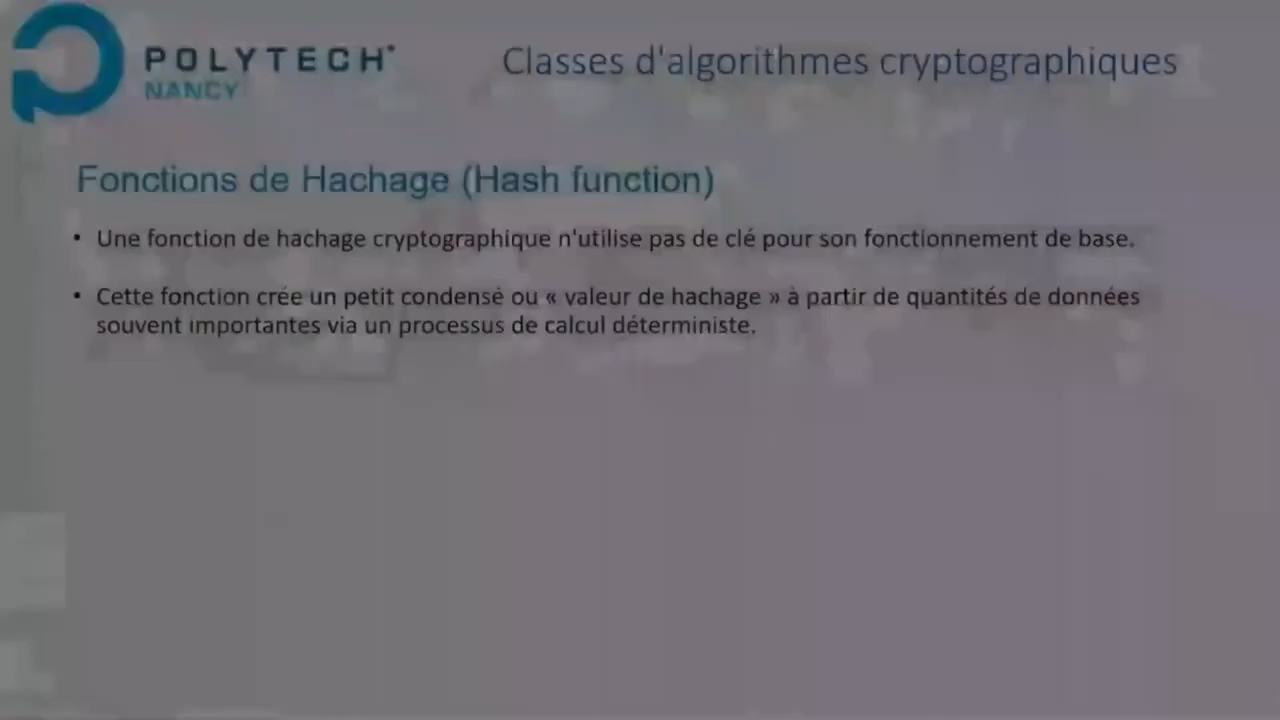 POLYTECH
NANCY
Classes d'algorithmes cryptographiques
Fonctions de Hachage (Hash function)
• Une fonction de hachage cryptographique n'utilise pas de clé pour son fonctionnement de base.
• Cette fonction crée un petit condensé ou « valeur de hachage » à partir de quantités de données
souvent importantes via un processus de calcul déterministe.